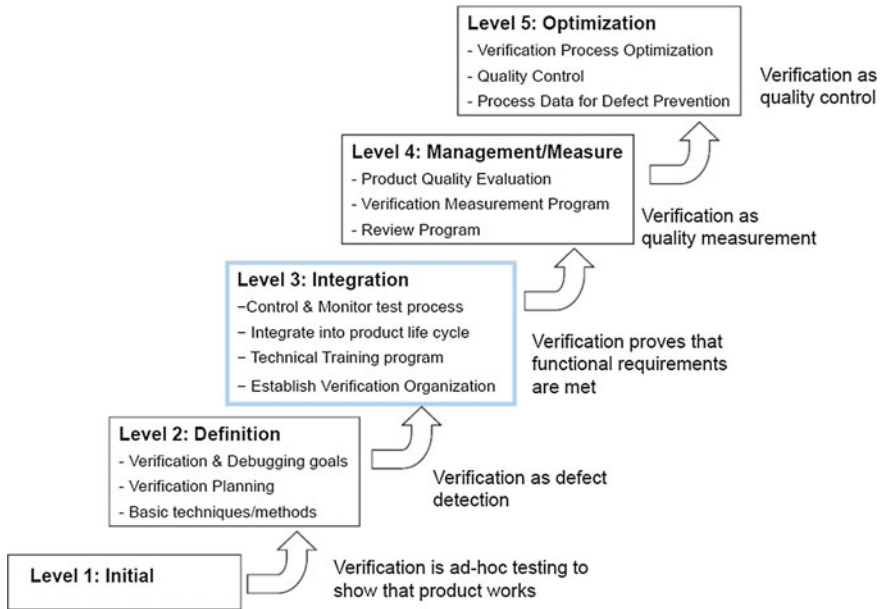 Level 5: Optimization
- Verification Process Optimization
- Quality Control
- Process Data for Defect Prevention
Verification as
quality control
Level 4: Management/Measure
- Product Quality Evaluation
- Verification Measurement Program
- Review Program
Verification as
quality measurement
Level 3: Integration
–Control & Monitor test process
– Integrate into product life cycle
– Technical Training program
– Establish Verification Organization
Verification proves that
functional requirements
are met
Level 2: Definition
- Verification & Debugging goals
- Verification Planning
- Basic techniques/methods
Verification as defect
detection
Level 1: Initial
Verification is ad-hoc testing to
show that product works